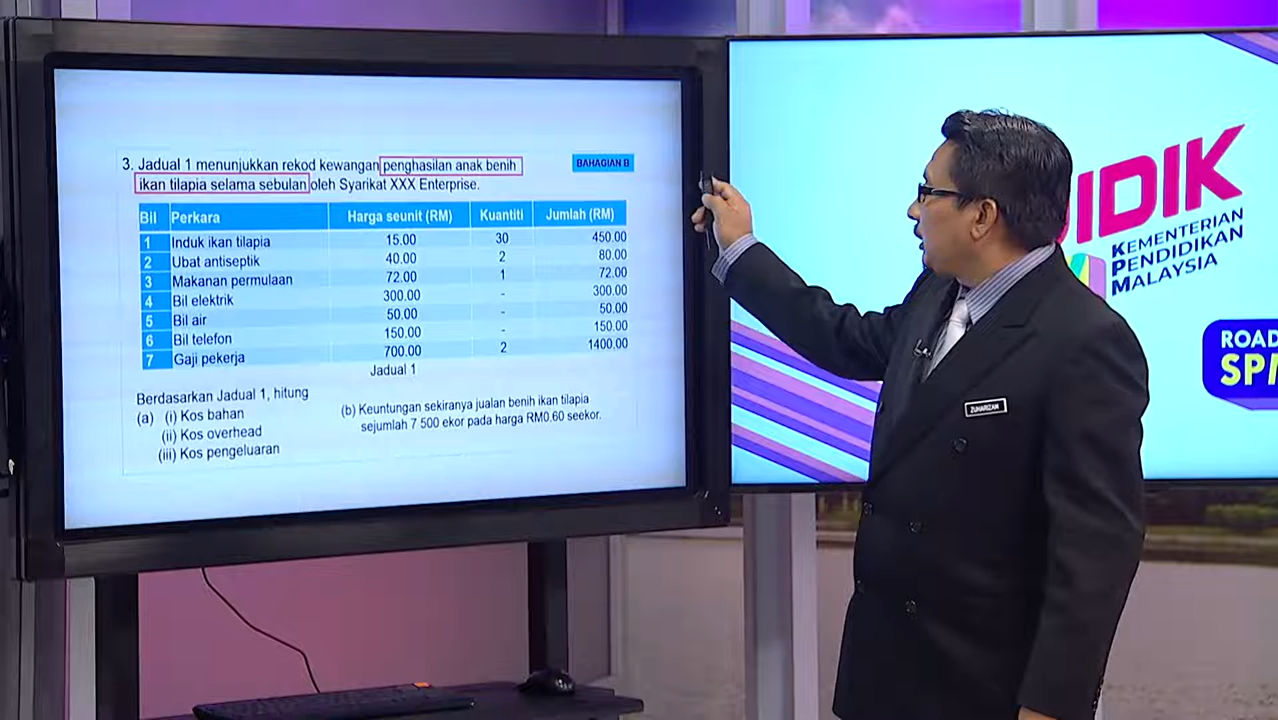 3. Jadual 1 menunjukkan rekod kewangan penghasilan anak benih
ikan tilapia selama sebulan oleh Syarikat XXX Enterprise.
BAHAGIAN B
Bil Perkara Harga seunit (RM) Kuantiti Jumlah (RM)
1 Induk ikan tilapia 15.00 30 450.00
2 Ubat antiseptik 40.00 2 80.00
3 Makanan permulaan 72.00 1 72.00
4 Bil elektrik 300.00 - 300.00
5 Bil air 50.00 - 50.00
6 Bil telefon 150.00 - 150.00
7 Gaji pekerja 700.00 2 1400.00
Jadual 1
Berdasarkan Jadual 1, hitung
(a) (i) Kos bahan
(ii) Kos overhead
(iii) Kos pengeluaran
(b) Keuntungan sekiranya jualan benih ikan tilapia
sejumlah 7 500 ekor pada harga RM0.60 seekor.
IDIK
KEMENTERIAN
PENDIDIKAN
MALAYSIA
ROAD
SPM
ZUHARIZAM